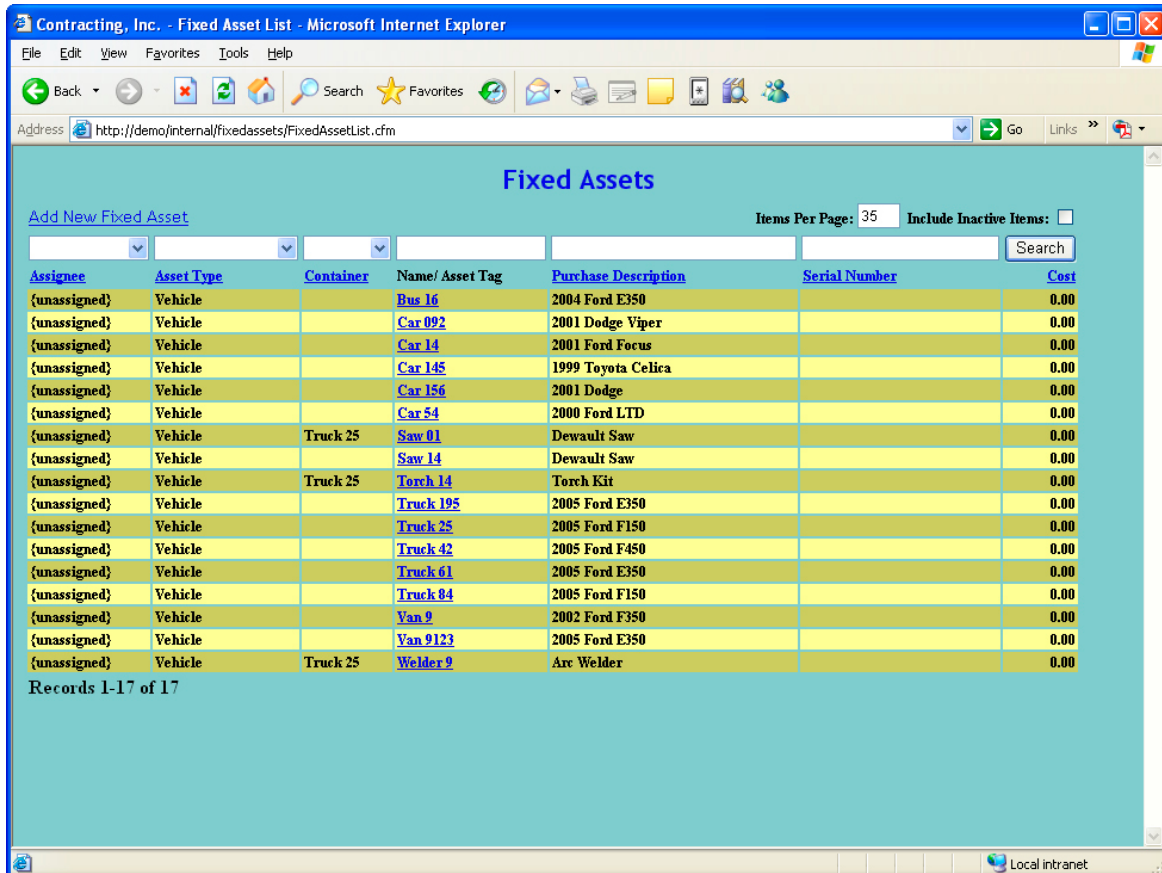 Contracting, Inc. - Fixed Asset List - Microsoft Internet Explorer
File Edit View Favorites Tools Help
Back Search Favorites
Address http://demo/internal/fixedassets/FixedAssetList.cfm Go Links »
Fixed Assets
Add New Fixed Asset Items Per Page: 35 Include Inactive Items:
Search
Assignee Asset Type Container Name/ Asset Tag Purchase Description Serial Number Cost
{unassigned} Vehicle Bus 16 2004 Ford E350 0.00
{unassigned} Vehicle Car 092 2001 Dodge Viper 0.00
{unassigned} Vehicle Car 14 2001 Ford Focus 0.00
{unassigned} Vehicle Car 145 1999 Toyota Celica 0.00
{unassigned} Vehicle Car 156 2001 Dodge 0.00
{unassigned} Vehicle Car 54 2000 Ford LTD 0.00
{unassigned} Vehicle Truck 25 Saw 01 Dewault Saw 0.00
{unassigned} Vehicle Saw 14 Dewault Saw 0.00
{unassigned} Vehicle Truck 25 Torch 14 Torch Kit 0.00
{unassigned} Vehicle Truck 195 2005 Ford E350 0.00
{unassigned} Vehicle Truck 25 2005 Ford F150 0.00
{unassigned} Vehicle Truck 42 2005 Ford F450 0.00
{unassigned} Vehicle Truck 61 2005 Ford E350 0.00
{unassigned} Vehicle Truck 84 2005 Ford F150 0.00
{unassigned} Vehicle Van 9 2002 Ford F350 0.00
{unassigned} Vehicle Van 9123 2005 Ford E350 0.00
{unassigned} Vehicle Truck 25 Welder 9 Arc Welder 0.00
Records 1-17 of 17
Local intranet